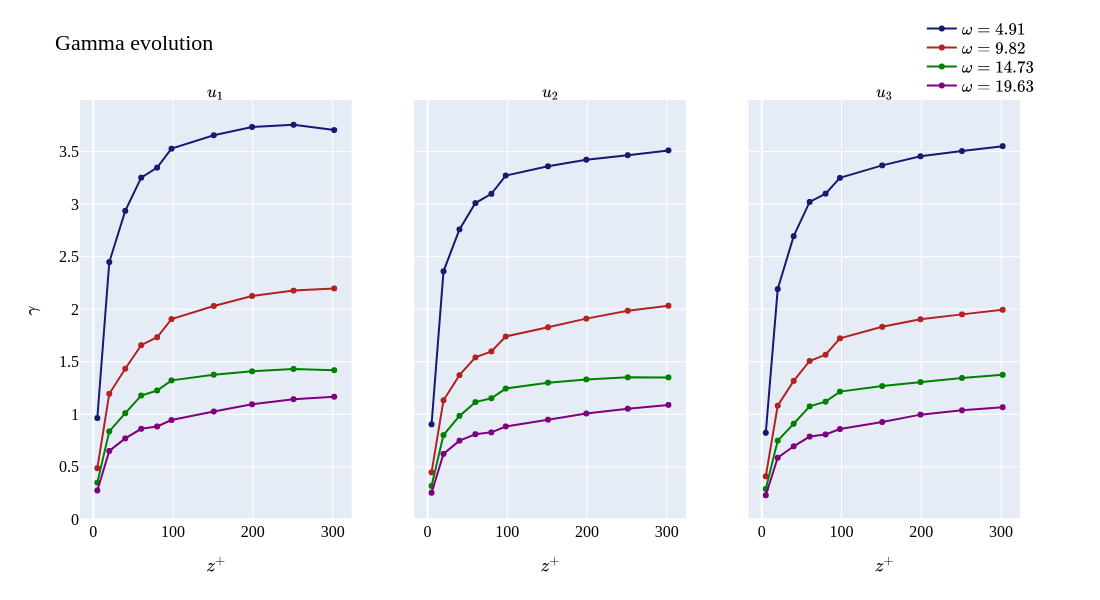 Gamma evolution
ω = 4.91
ω = 9.82
ω = 14.73
ω = 19.63
u₁ u₂ u₃
3.5
3
2.5
2
1.5
1
0.5
0
γ
0 100 200 300 0 100 200 300 0 100 200 300
z⁺ z⁺ z⁺